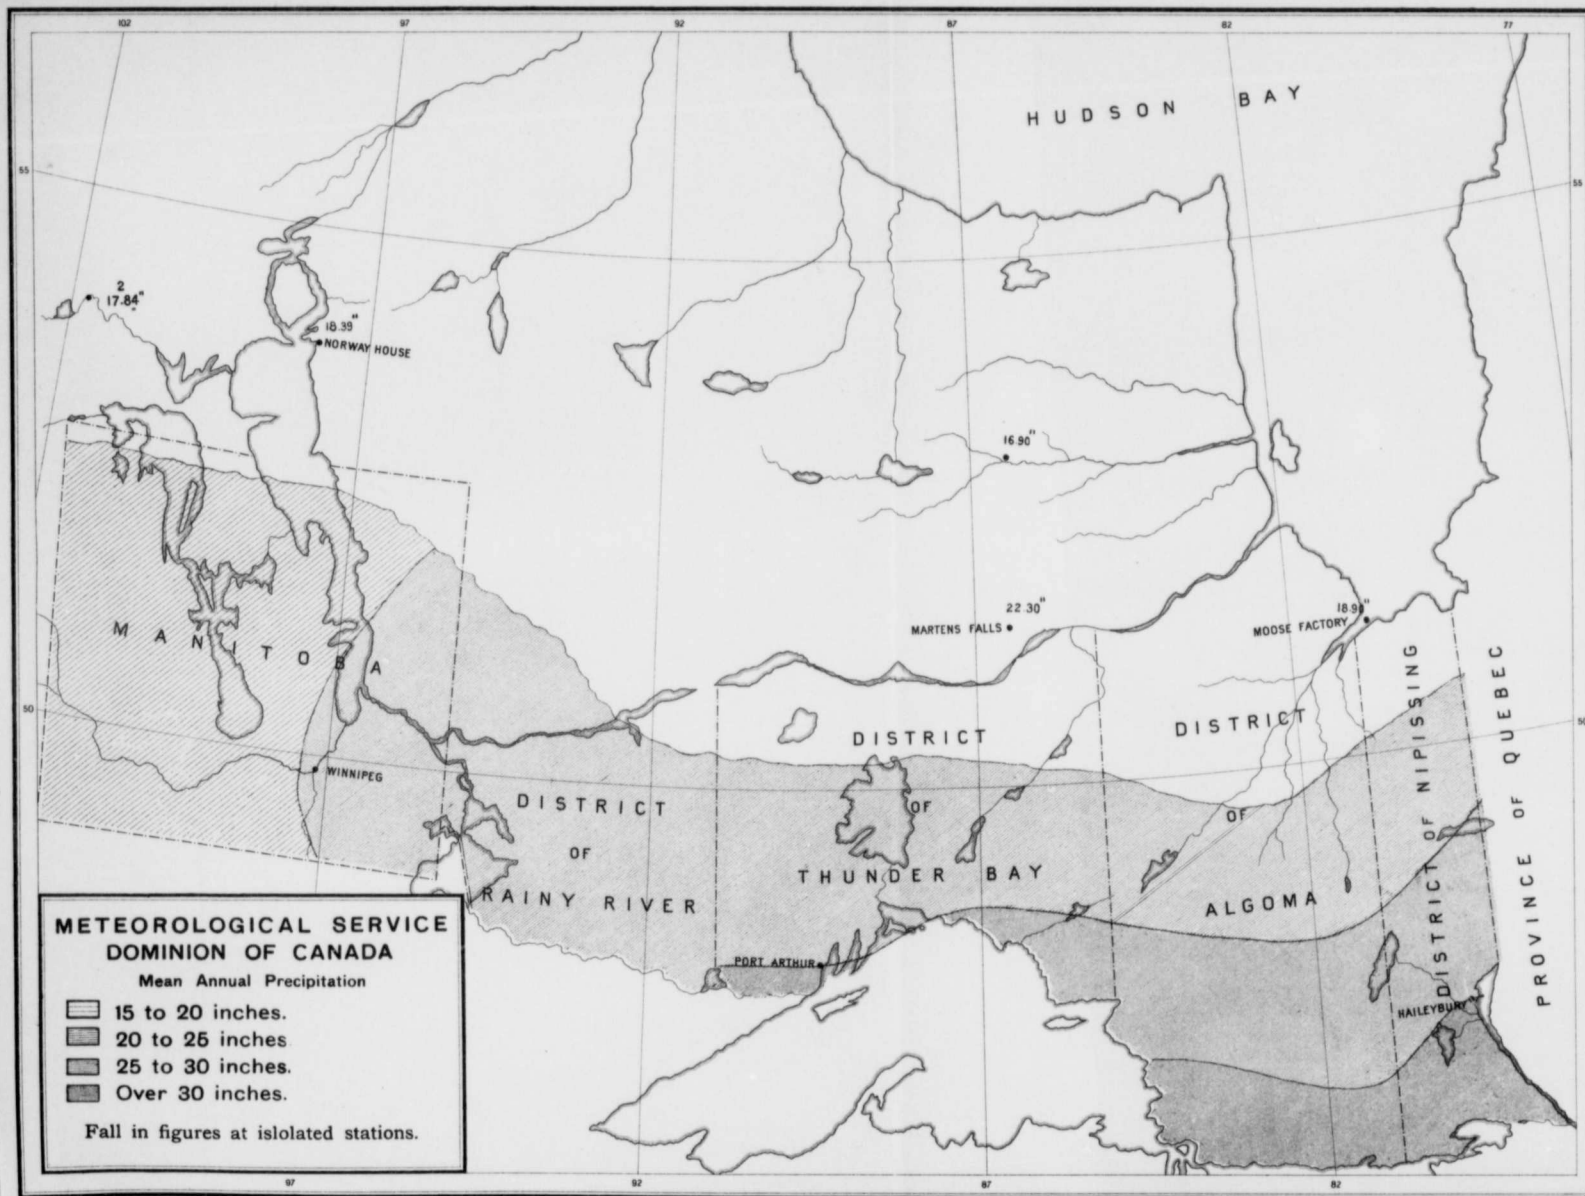 102 97 92 87 82 77
HUDSON BAY
55 55
2
17.84"
18.39"
NORWAY HOUSE
16.90"
22.30"
MARTENS FALLS
MOOSE FACTORY
MANITOBA
50 50
WINNIPEG
DISTRICT
OF
RAINY RIVER
DISTRICT
OF
THUNDER BAY
DISTRICT
OF
ALGOMA
DISTRICT OF NIPISSING
DISTRICT
PROVINCE OF QUEBEC
PORT ARTHUR
HAILEYBURY
METEOROLOGICAL SERVICE
DOMINION OF CANADA
Mean Annual Precipitation
15 to 20 inches.
20 to 25 inches
25 to 30 inches.
Over 30 inches.
Fall in figures at islolated stations.
97 92 87 82